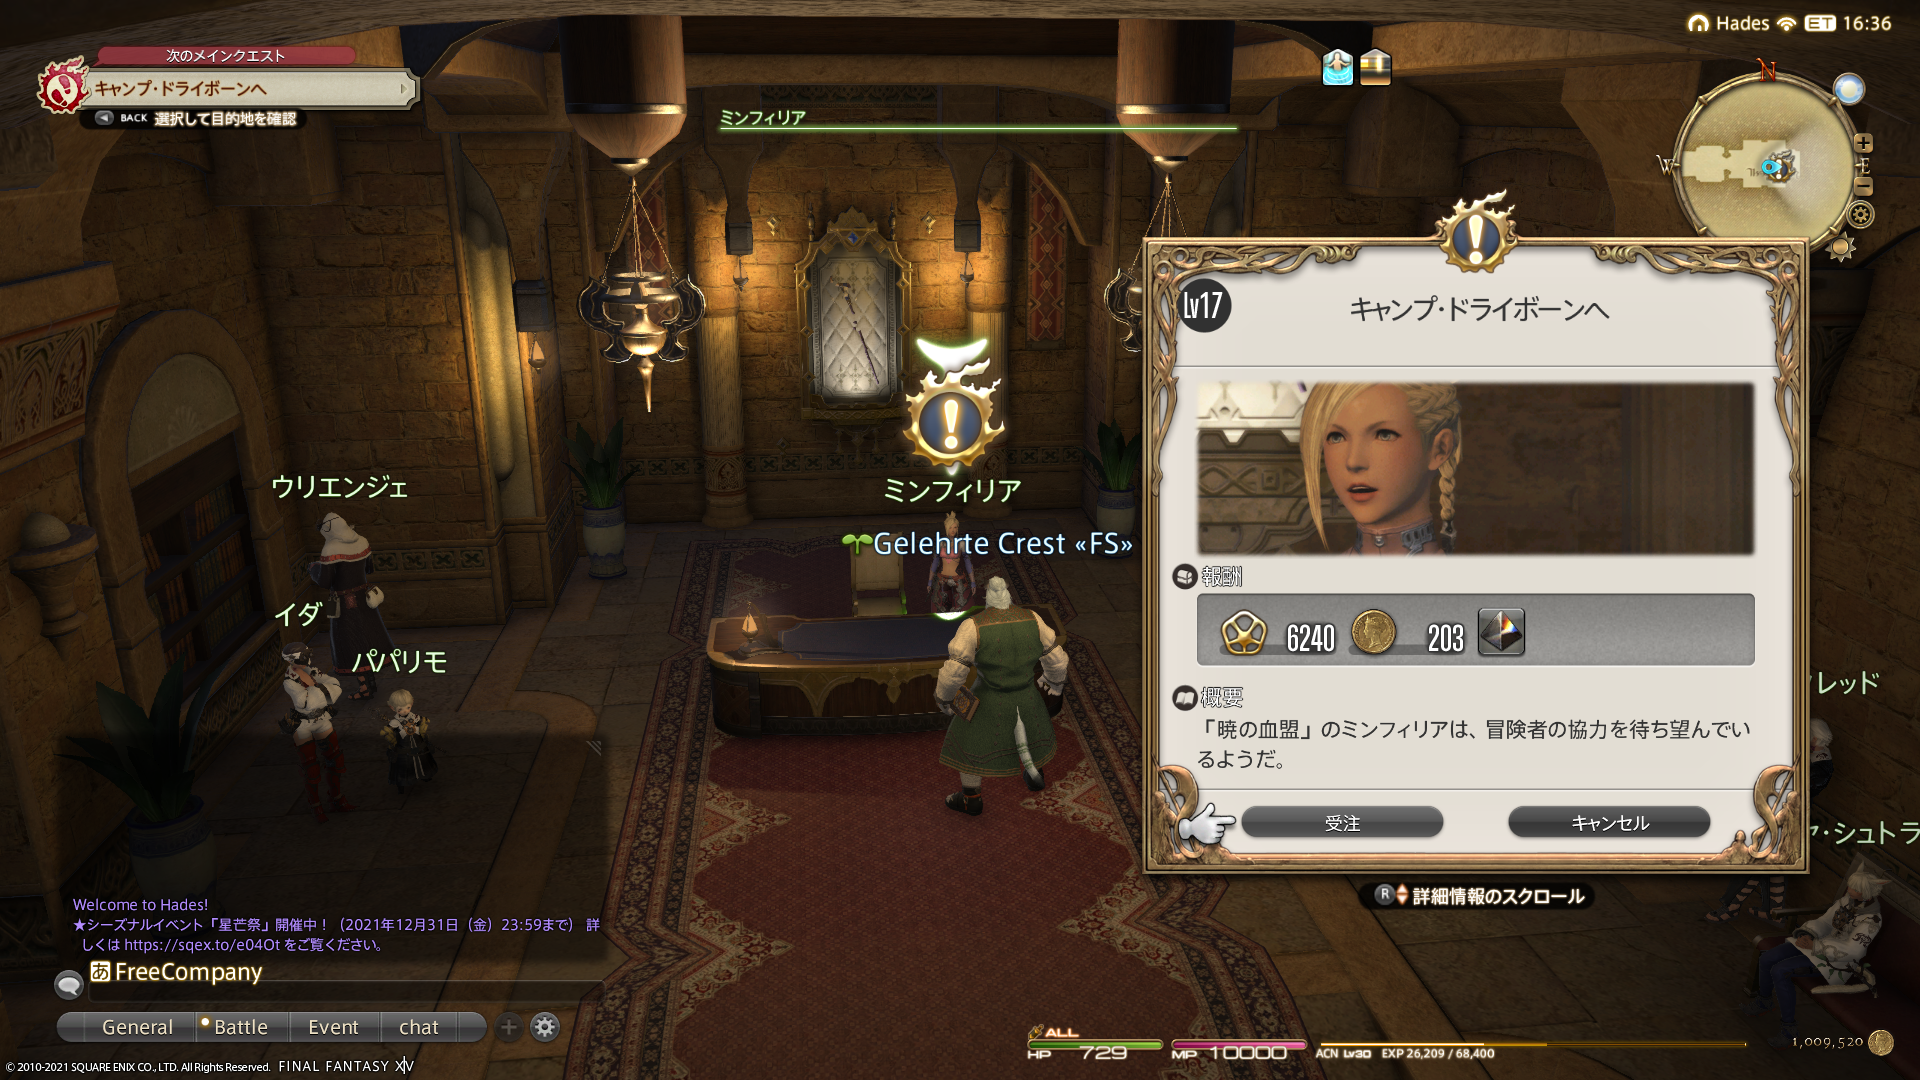 次のメインクエスト
キャンプ・ドライボーンへ
BACK 選択して目的地を確認
ミンフィリア
Hades ET 16:36
N
W
E
Lv17
キャンプ・ドライボーンへ
報酬
6240 203
概要
「暁の血盟」のミンフィリアは、冒険者の協力を待ち望んでい
るようだ。
受注 キャンセル
R 詳細情報のスクロール
ウリエンジェ
イダ
パパリモ
ミンフィリア
Gelehrte Crest «FS»
レッド
・シュトラ
Welcome to Hades!
★シーズナルイベント「星芒祭」開催中！（2021年12月31日（金）23:59まで） 詳
しくは https://sqex.to/e04Ot をご覧ください。
あ FreeCompany
General Battle Event chat
ALL
HP 729 MP 10000 ACN Lv30 EXP 26,209 / 68,400
1,009,520
© 2010-2021 SQUARE ENIX CO., LTD. All Rights Reserved. FINAL FANTASY XIV